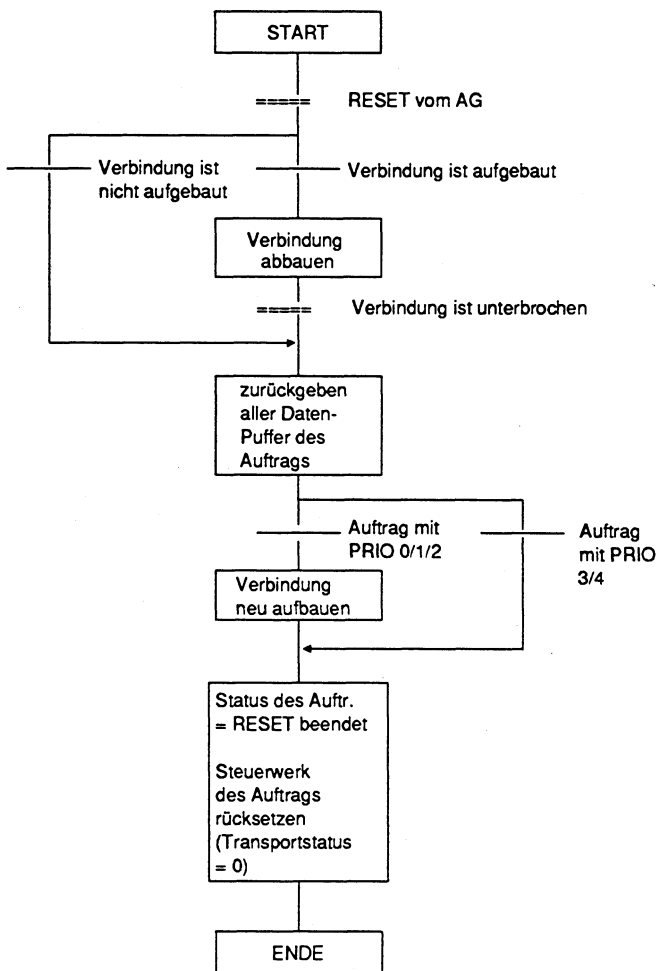 START
RESET vom AG
Verbindung ist
nicht aufgebaut
Verbindung ist aufgebaut
Verbindung
abbauen
Verbindung ist unterbrochen
zurückgeben
aller Daten-
Puffer des
Auftrags
Auftrag mit
PRIO 0/1/2
Auftrag
mit PRIO
3/4
Verbindung
neu aufbauen
Status des Auftr.
= RESET beendet
Steuerwerk
des Auftrags
rücksetzen
(Transportstatus
= 0)
ENDE